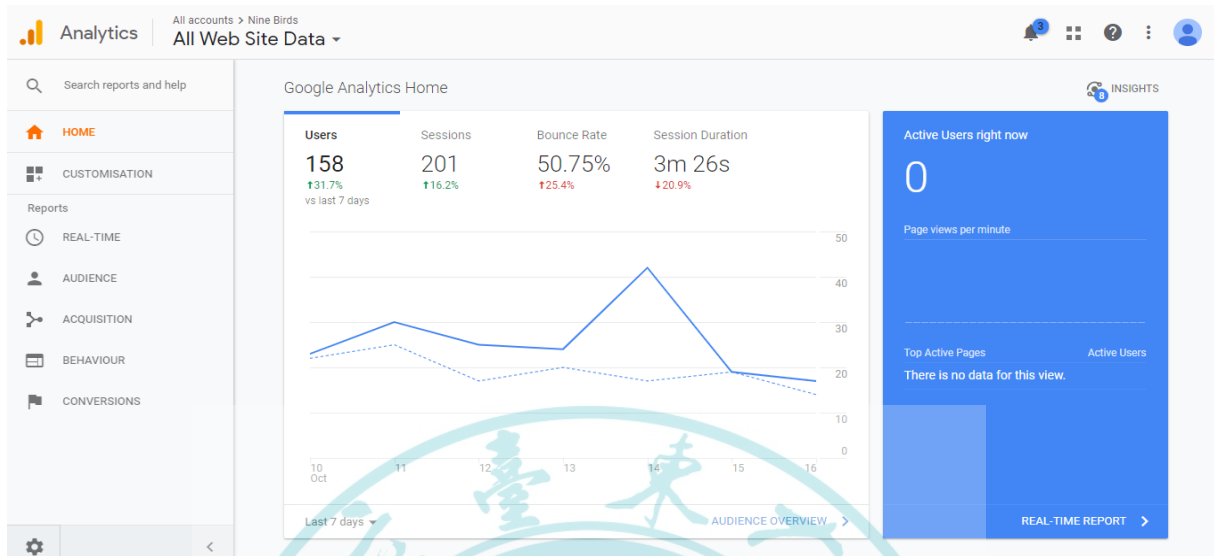 Analytics
All accounts > Nine Birds
All Web Site Data
3
Search reports and help
HOME
CUSTOMISATION
Reports
REAL-TIME
AUDIENCE
ACQUISITION
BEHAVIOUR
CONVERSIONS
Google Analytics Home
INSIGHTS
8
Users
158
31.7%
vs last 7 days
Sessions
201
16.2%
Bounce Rate
50.75%
25.4%
Session Duration
3m 26s
20.9%
50
40
30
20
10
0
10
Oct
11
12
13
14
15
16
Last 7 days
AUDIENCE OVERVIEW
Active Users right now
0
Page views per minute
Top Active Pages Active Users
There is no data for this view.
REAL-TIME REPORT
臺東